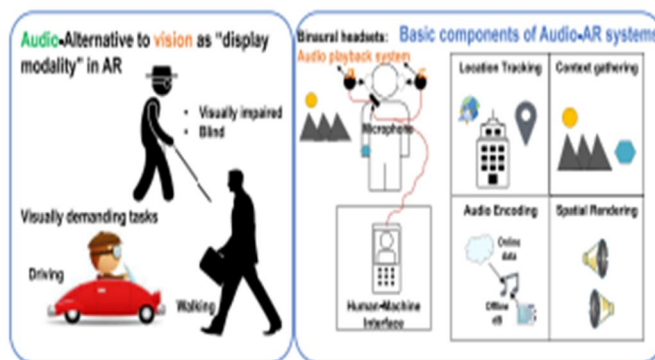 Audio-Alternative to vision as "display
modality" in AR
• Visually impaired
• Blind
Visually demanding tasks
Driving
Walking
Binaural headsets:
Audio playback system
Microphone
Human-Machine
Interface
Basic components of Audio-AR systems
Location Tracking
Context gathering
Audio Encoding
Online
data
Offline
dB
Spatial Rendering